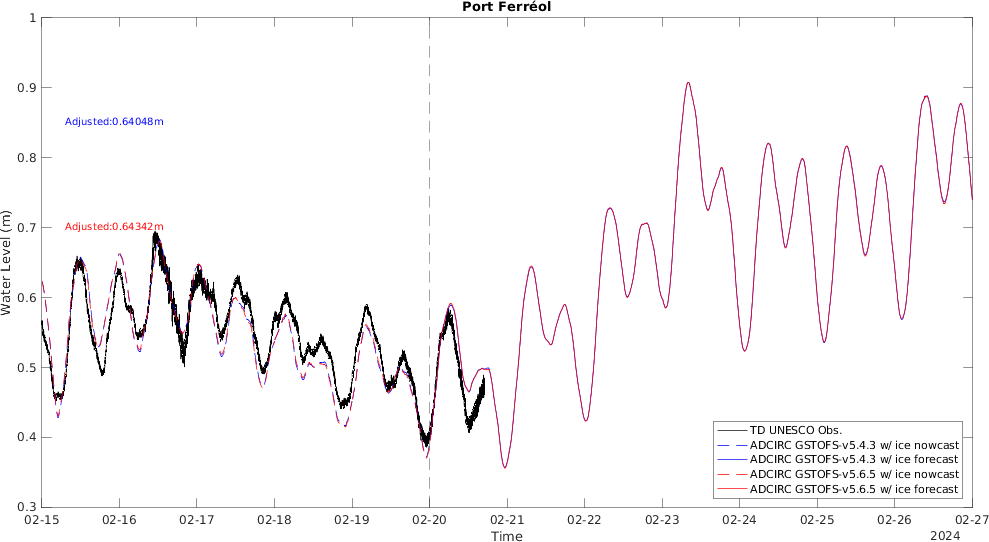 Port Ferréol
Water Level (m)
1
0.9
0.8
0.7
0.6
0.5
0.4
0.3
Adjusted:0.64048m
Adjusted:0.64342m
TD UNESCO Obs.
ADCIRC GSTOFS-v5.4.3 w/ ice nowcast
ADCIRC GSTOFS-v5.4.3 w/ ice forecast
ADCIRC GSTOFS-v5.6.5 w/ ice nowcast
ADCIRC GSTOFS-v5.6.5 w/ ice forecast
02-15 02-16 02-17 02-18 02-19 02-20 02-21 02-22 02-23 02-24 02-25 02-26 02-27
Time
2024